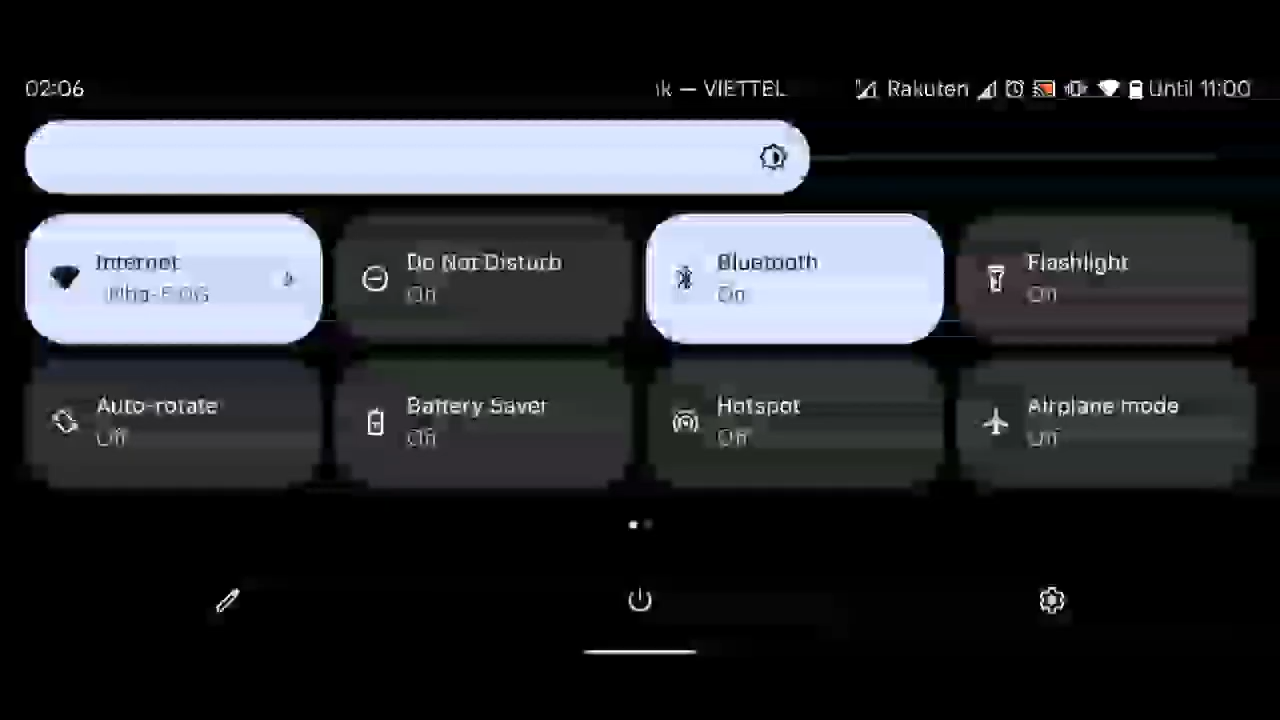 02:06
ik — VIETTEL
Rakuten
Until 11:00
Internet
Do Not Disturb
Off
Bluetooth
On
Flashlight
Off
Auto-rotate
Off
Battery Saver
Off
Hotspot
Off
Airplane mode
Off